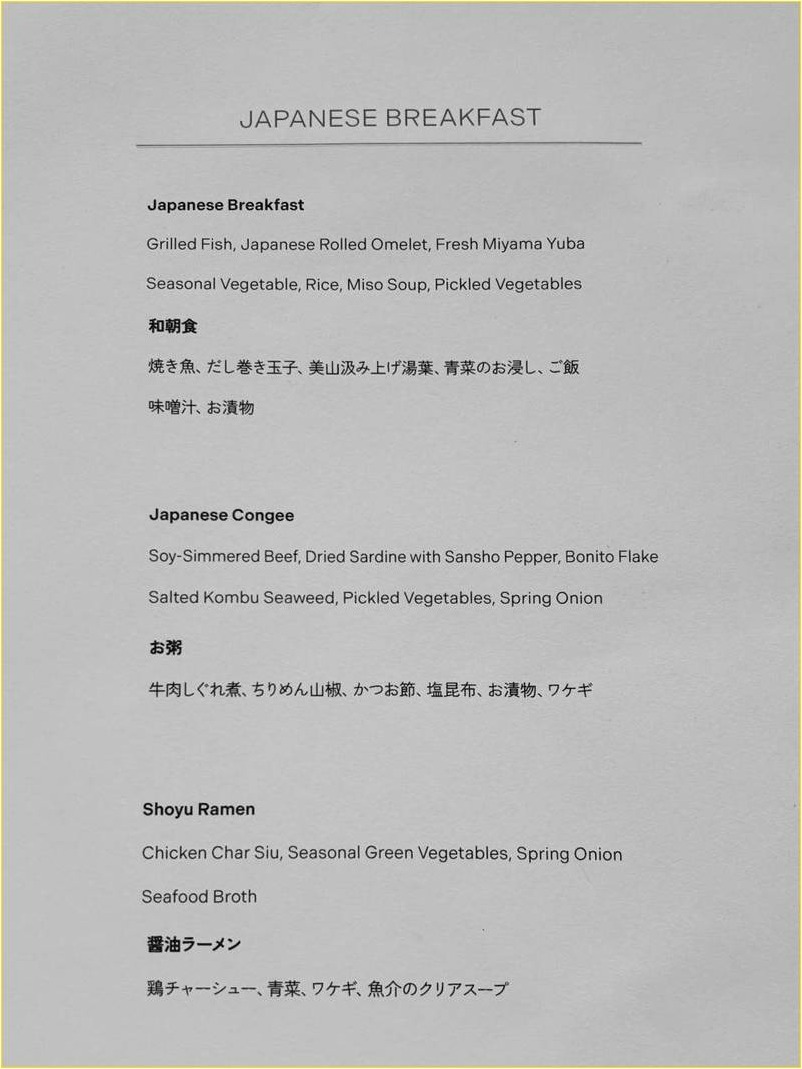 JAPANESE BREAKFAST
Japanese Breakfast
Grilled Fish, Japanese Rolled Omelet, Fresh Miyama Yuba
Seasonal Vegetable, Rice, Miso Soup, Pickled Vegetables
和朝食
焼き魚、だし巻き玉子、美山汲み上げ湯葉、青菜のお浸し、ご飯
味噌汁、お漬物
Japanese Congee
Soy-Simmered Beef, Dried Sardine with Sansho Pepper, Bonito Flake
Salted Kombu Seaweed, Pickled Vegetables, Spring Onion
お粥
牛肉しぐれ煮、ちりめん山椒、かつお節、塩昆布、お漬物、ワケギ
Shoyu Ramen
Chicken Char Siu, Seasonal Green Vegetables, Spring Onion
Seafood Broth
醤油ラーメン
鶏チャーシュー、青菜、ワケギ、魚介のクリアスープ